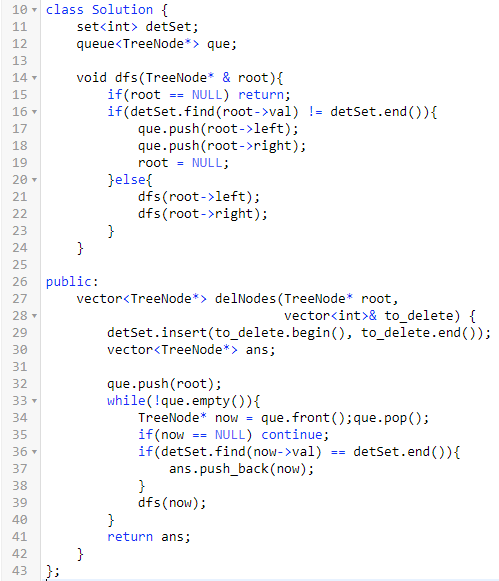 10 class Solution {
11     set<int> detSet;
12     queue<TreeNode*> que;
13
14     void dfs(TreeNode* & root){
15         if(root == NULL) return;
16         if(detSet.find(root->val) != detSet.end()){
17             que.push(root->left);
18             que.push(root->right);
19             root = NULL;
20         }else{
21             dfs(root->left);
22             dfs(root->right);
23         }
24     }
25
26 public:
27     vector<TreeNode*> delNodes(TreeNode* root,
28                                vector<int>& to_delete) {
29         detSet.insert(to_delete.begin(), to_delete.end());
30         vector<TreeNode*> ans;
31
32         que.push(root);
33         while(!que.empty()){
34             TreeNode* now = que.front();que.pop();
35             if(now == NULL) continue;
36             if(detSet.find(now->val) == detSet.end()){
37                 ans.push_back(now);
38             }
39             dfs(now);
40         }
41         return ans;
42     }
43 };